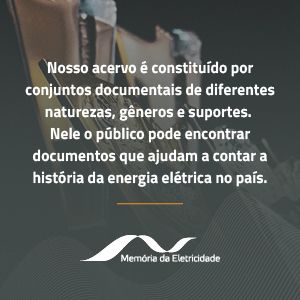 Nosso acervo é constituído por
conjuntos documentais de diferentes
naturezas, gêneros e suportes.
Nele o público pode encontrar
documentos que ajudam a contar a
história da energia elétrica no país.
Memória da Eletricidade